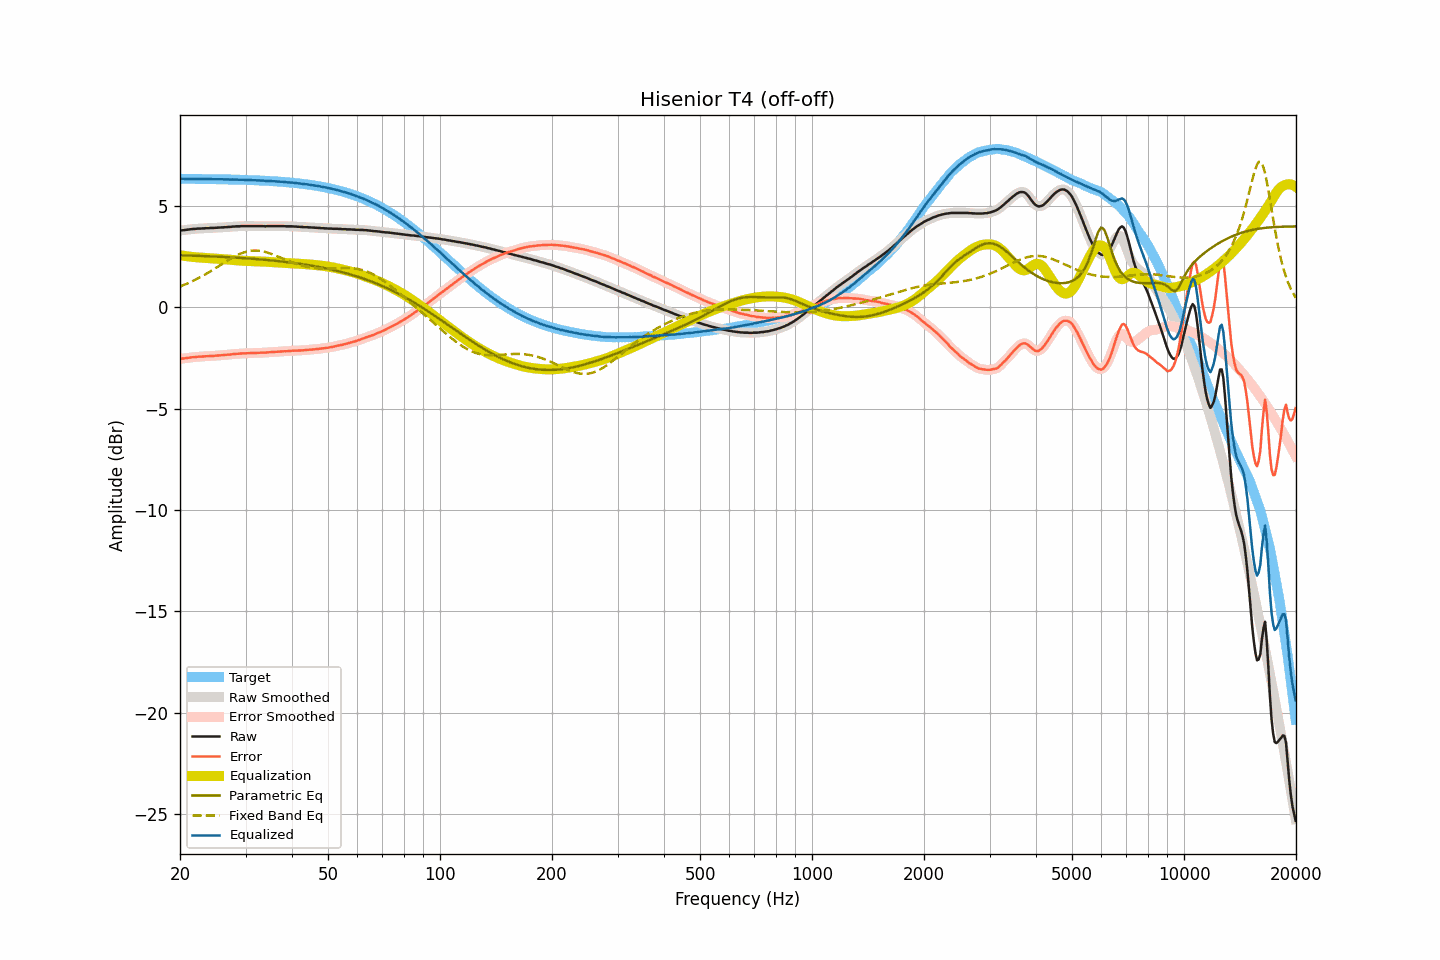 Hisenior T4 (off-off)
Amplitude (dBr)
5
0
−5
−10
−15
−20
−25
Target
Raw Smoothed
Error Smoothed
Raw
Error
Equalization
Parametric Eq
Fixed Band Eq
Equalized
20 50 100 200 500 1000 2000 5000 10000 20000
Frequency (Hz)